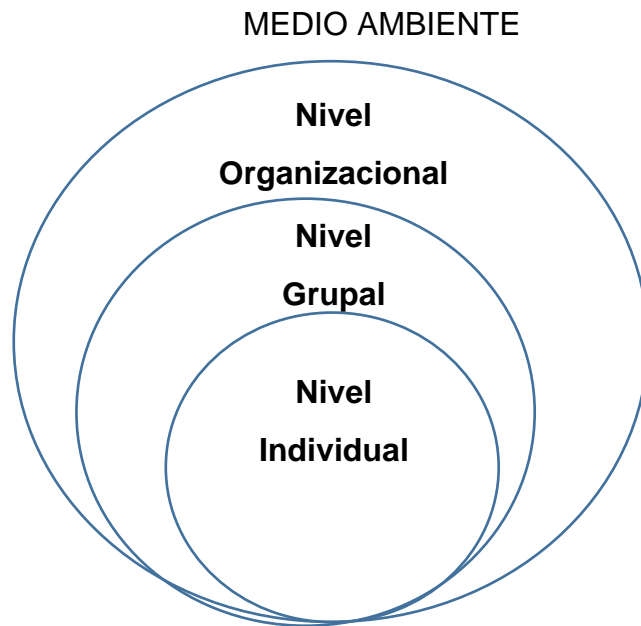 MEDIO AMBIENTE
Nivel
Organizacional
Nivel
Grupal
Nivel
Individual